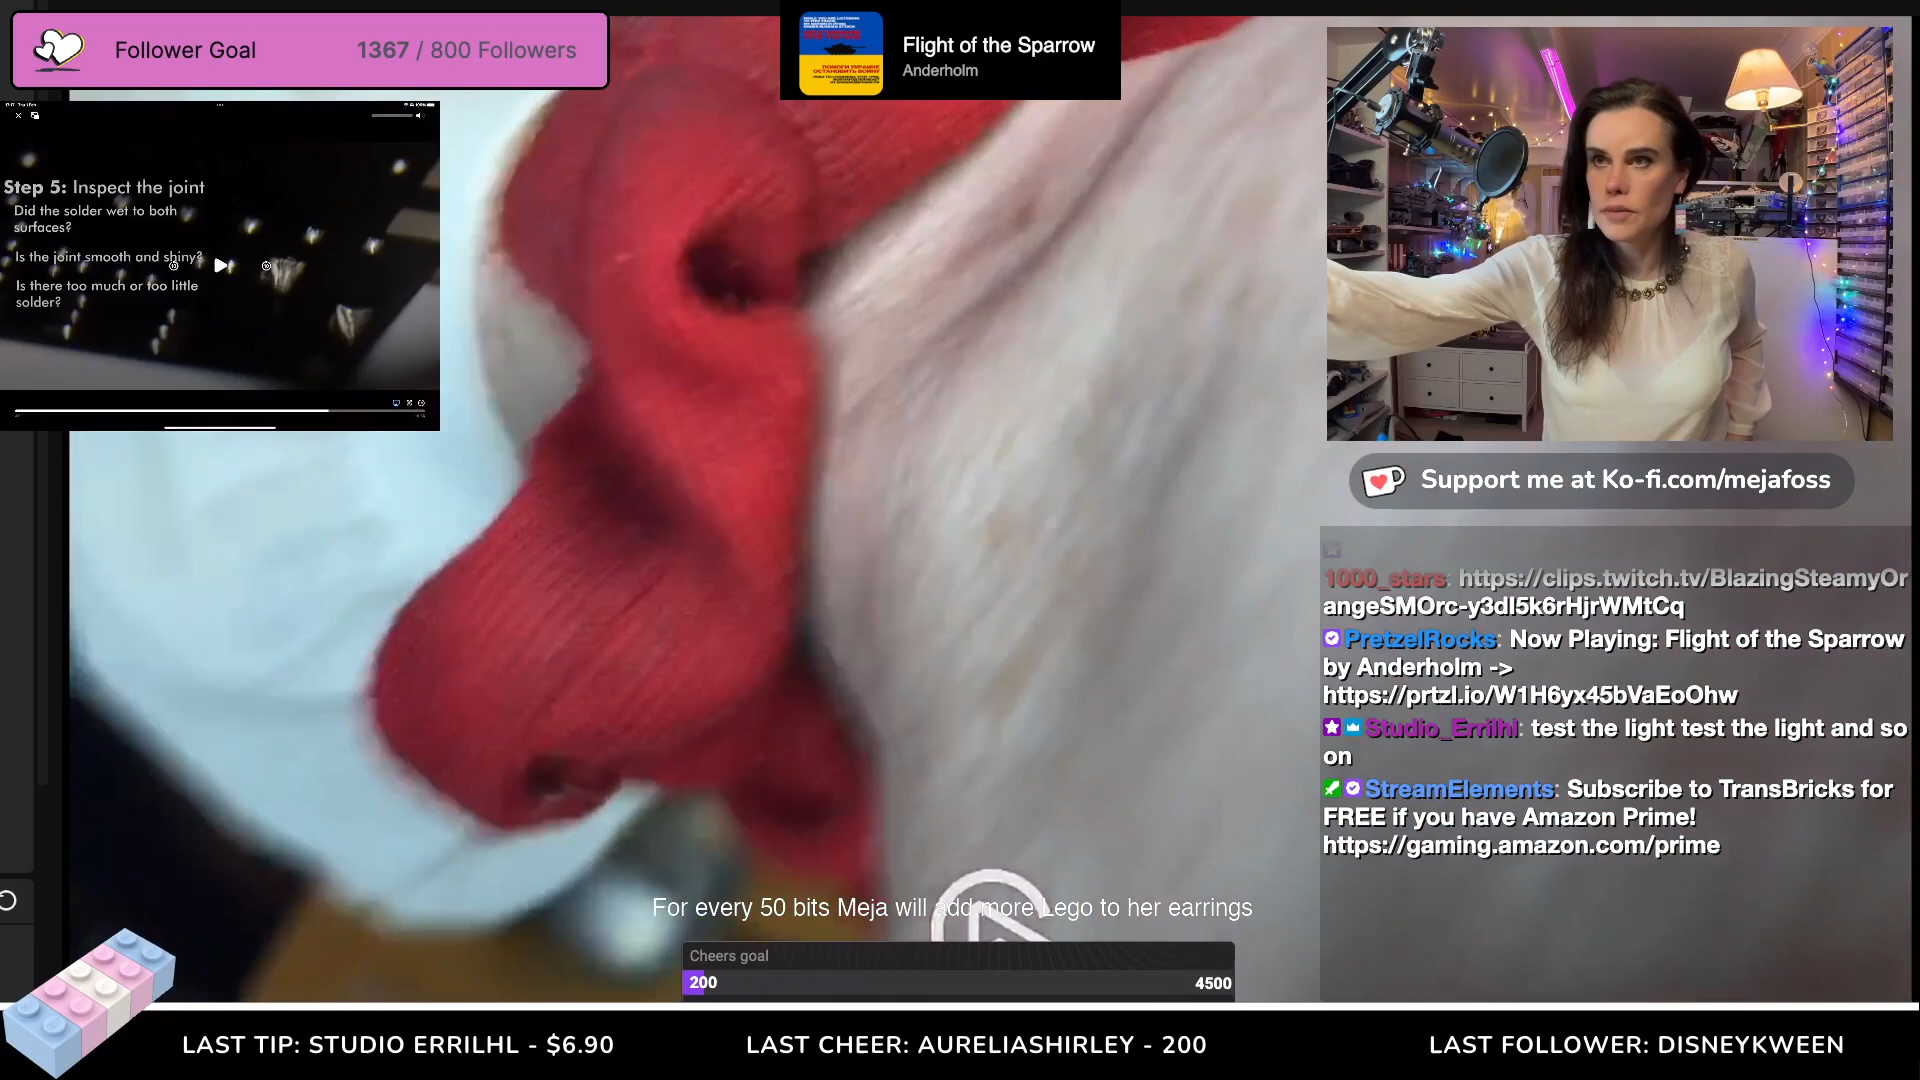 Follower Goal 1367 / 800 Followers
Flight of the Sparrow
Anderholm
Step 5: Inspect the joint
Did the solder wet to both
surfaces?
Is the joint smooth and shiny?
Is there too much or too little
solder?
Support me at Ko-fi.com/mejafoss
1000_stars: https://clips.twitch.tv/BlazingSteamyOr
angeSMOrc-y3dI5k6rHjrWMtCq
PretzelRocks: Now Playing: Flight of the Sparrow
by Anderholm ->
https://prtzl.io/W1H6yx45bVaEoOhw
Studio_Errilhl: test the light test the light and so
on
StreamElements: Subscribe to TransBricks for
FREE if you have Amazon Prime!
https://gaming.amazon.com/prime
For every 50 bits Meja will add more Lego to her earrings
Cheers goal
200 4500
LAST TIP: STUDIO ERRILHL - $6.90 LAST CHEER: AURELIASHIRLEY - 200 LAST FOLLOWER: DISNEYKWEEN